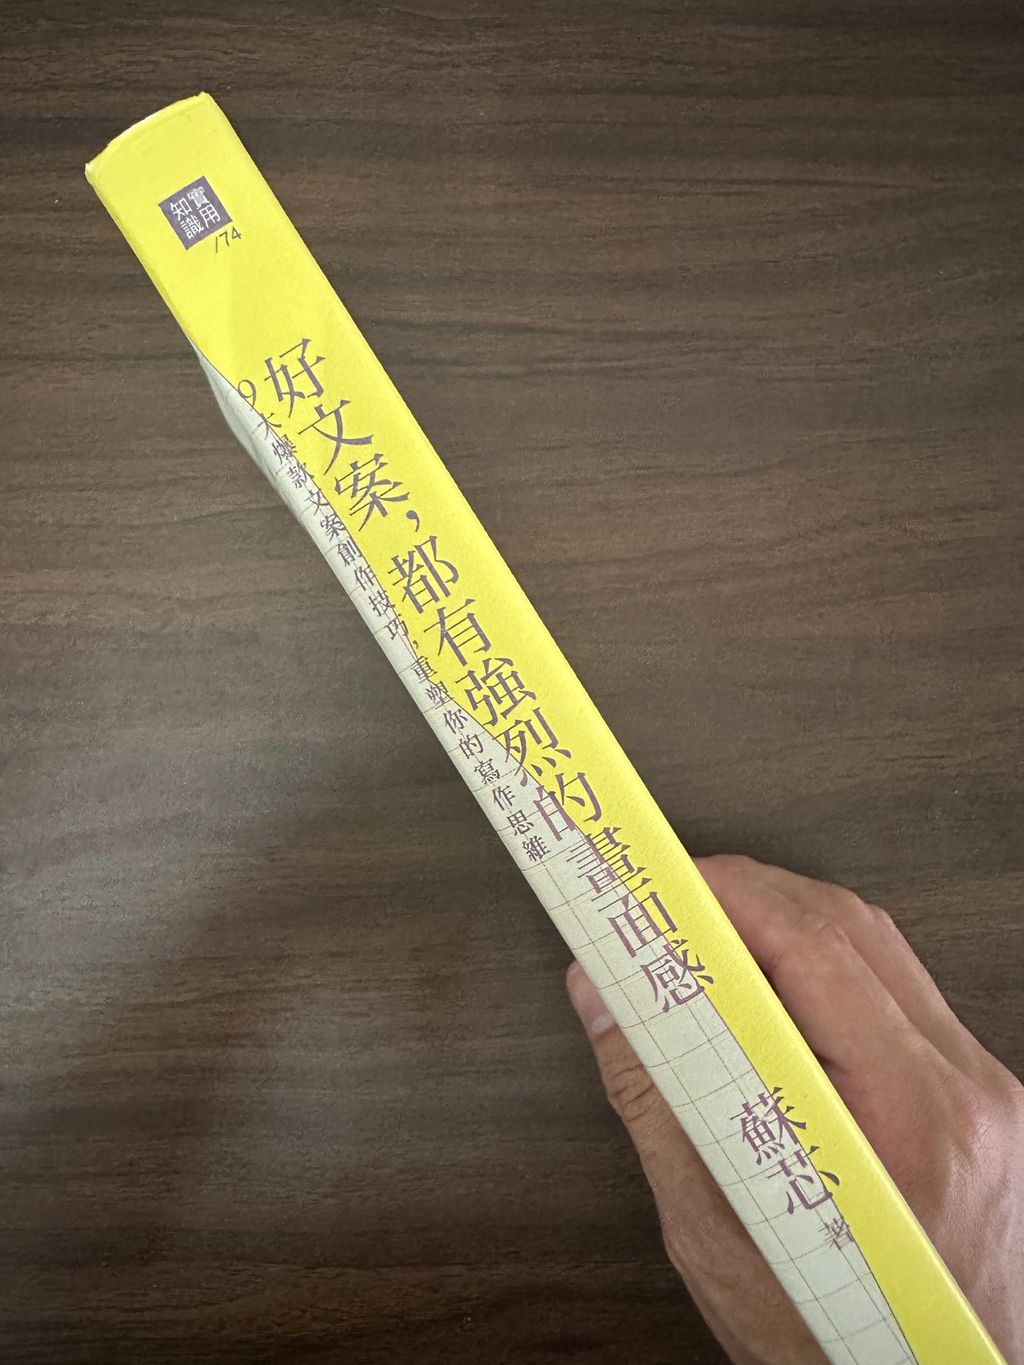 實用
知識
174
好文案，都有強烈的畫面感
9大爆款文案創作技巧，重塑你的寫作思維
蘇芯 著